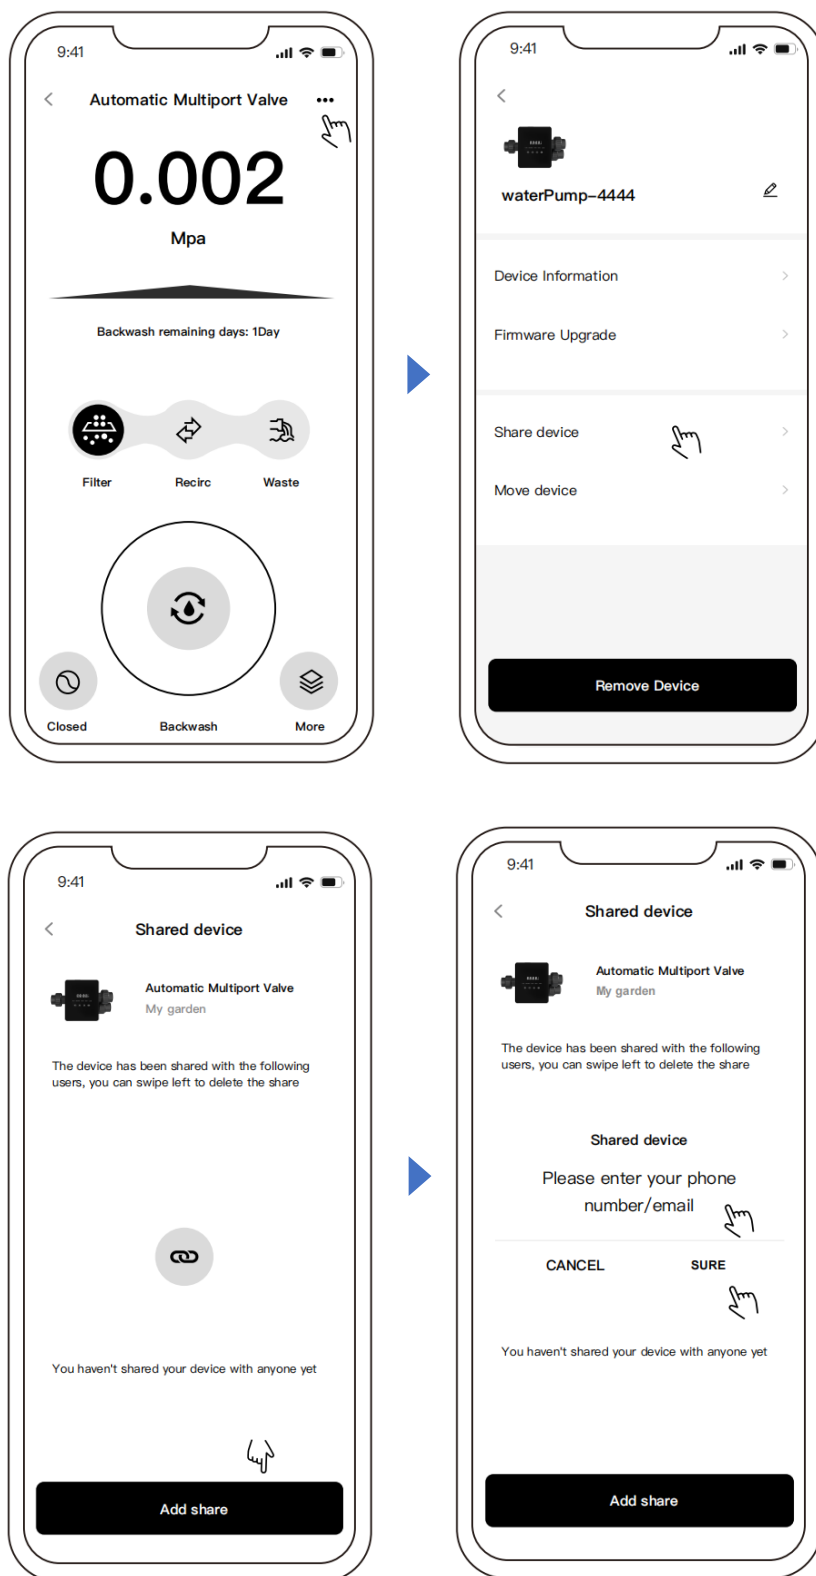 9:41
Automatic Multiport Valve
0.002
Mpa
Backwash remaining days: 1Day
Filter
Recirc
Waste
Closed
Backwash
More
9:41
waterPump-4444
Device Information
Firmware Upgrade
Share device
Move device
Remove Device
9:41
Shared device
Automatic Multiport Valve
My garden
The device has been shared with the following
users, you can swipe left to delete the share
You haven't shared your device with anyone yet
Add share
9:41
Shared device
Automatic Multiport Valve
My garden
The device has been shared with the following
users, you can swipe left to delete the share
Shared device
Please enter your phone
number/email
CANCEL
SURE
You haven't shared your device with anyone yet
Add share